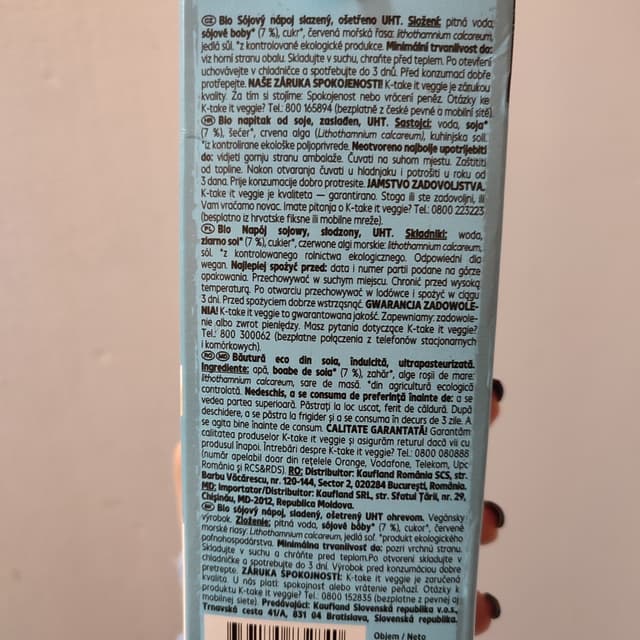 CZ Bio Sójový nápoj slazený, ošetřeno UHT. Složení: pitná voda,
sójové boby* (7 %), cukr*, červená mořská řasa: lithothamnium calcareum,
jedlá sůl. *z kontrolované ekologické produkce. Minimální trvanlivost do:
viz horní stranu obalu. Skladujte v suchu, chraňte před teplem. Po otevření
uchovávejte v chladničce a spotřebujte do 3 dnů. Před konzumací dobře
protřepejte. NAŠE ZÁRUKA SPOKOJENOSTI! K-take it veggie je zárukou
kvality. Za tím si stojíme: Spokojenost nebo vrácení peněz. Otázky ke
K-take it veggie? Tel.: 800 165894 (bezplatně z české pevné a mobilní sítě).
HR Bio napitak od soje, zaslađen, UHT. Sastojci: voda, soja*
(7 %), šećer*, crvena alga (Lithothamnium calcareum), kuhinjska sol.
*iz kontrolirane ekološke poljoprivrede. Neotvoreno najbolje upotrijebiti
do: vidjeti gornju stranu ambalaže. Čuvati na suhom mjestu. Zaštititi
od topline. Nakon otvaranja čuvati u hladnjaku i potrošiti u roku od
3 dana. Prije konzumacije dobro protresite. JAMSTVO ZADOVOLJSTVA.
K-take it veggie je kvaliteta — garantirano. Stoga ili ste zadovoljni, ili
Vam vraćamo novac. Imate pitanja o K-take it veggie? Tel.: 0800 223223
(besplatno iz hrvatske fiksne ili mobilne mreže).
PL Bio Napój sojowy, słodzony, UHT. Składniki: woda,
ziarno soi* (7 %), cukier*, czerwone algi morskie: lithothamnium calcareum,
sól. *z kontrolowanego rolnictwa ekologicznego. Odpowiedni dla
wegan. Najlepiej spożyć przed: data i numer partii podane na górze
opakowania. Przechowywać w suchym miejscu. Chronić przed wysoką
temperaturą. Po otwarciu przechowywać w lodówce i spożyć w ciągu
3 dni. Przed spożyciem dobrze wstrząsnąć. GWARANCJA ZADOWOLE-
NIA! K-take it veggie to gwarantowana jakość. Zapewniamy: zadowole-
nie albo zwrot pieniędzy. Masz pytania dotyczące K-take it veggie?
Tel.: 800 300062 (bezpłatne połączenia z telefonów stacjonarnych
i komórkowych).
RO MD Băutură eco din soia, îndulcită, ultrapasteurizată.
Ingrediente: apă, boabe de soia* (7 %), zahăr*, alge roșii de mare:
lithothamnium calcareum, sare de masă. *din agricultura ecologică
controlată. Nedeschis, a se consuma de preferință înainte de: a se
vedea partea superioară. Păstrați la loc uscat, ferit de căldură. După
deschidere, a se păstra la frigider și a se consuma în decurs de 3 zile. A
se agita bine înainte de consum. CALITATE GARANTATĂ! Garantăm
calitatea produselor K-take it veggie și asigurăm returul dacă vii cu
produsul înapoi. Întrebări despre K-take it veggie? Tel.: 0800 080888
(număr apelabil doar din rețelele Orange, Vodafone, Telekom, Upc
România și RCS&RDS). RO: Distribuitor: Kaufland România SCS, str.
Barbu Văcărescu, nr. 120-144, Sector 2, 020284 București, România.
MD: Importator/Distribuitor: Kaufland SRL, str. Sfatul Țării, nr. 29,
Chișinău, MD-2012, Republica Moldova.
SK Bio sójový nápoj, sladený, ošetrený UHT ohrevom. Vegánsky
výrobok. Zloženie: pitná voda, sójové boby* (7 %), cukor*, červené
morské riasy: Lithothamnium calcareum, jedlá soľ. *produkt ekologického
poľnohospodárstva. Minimálna trvanlivosť do: pozri vrchnú stranu.
Skladujte v suchu a chráňte pred teplom. Po otvorení skladujte v
chladničke a spotrebujte do 3 dní. Výrobok pred konzumáciou dobre
pretrepte. ZÁRUKA SPOKOJNOSTI: K-take it veggie je zaručená
kvalita. U nás platí: spokojnosť alebo vrátenie peňazí. Otázky k
produktu K-take it veggie? Tel.: 0800 152835 (bezplatne z pevnej aj
mobilnej siete). Predávajúci: Kaufland Slovenská republika v.o.s.,
Trnavská cesta 41/A, 831 04 Bratislava, Slovenská republika.
Objem / Neto